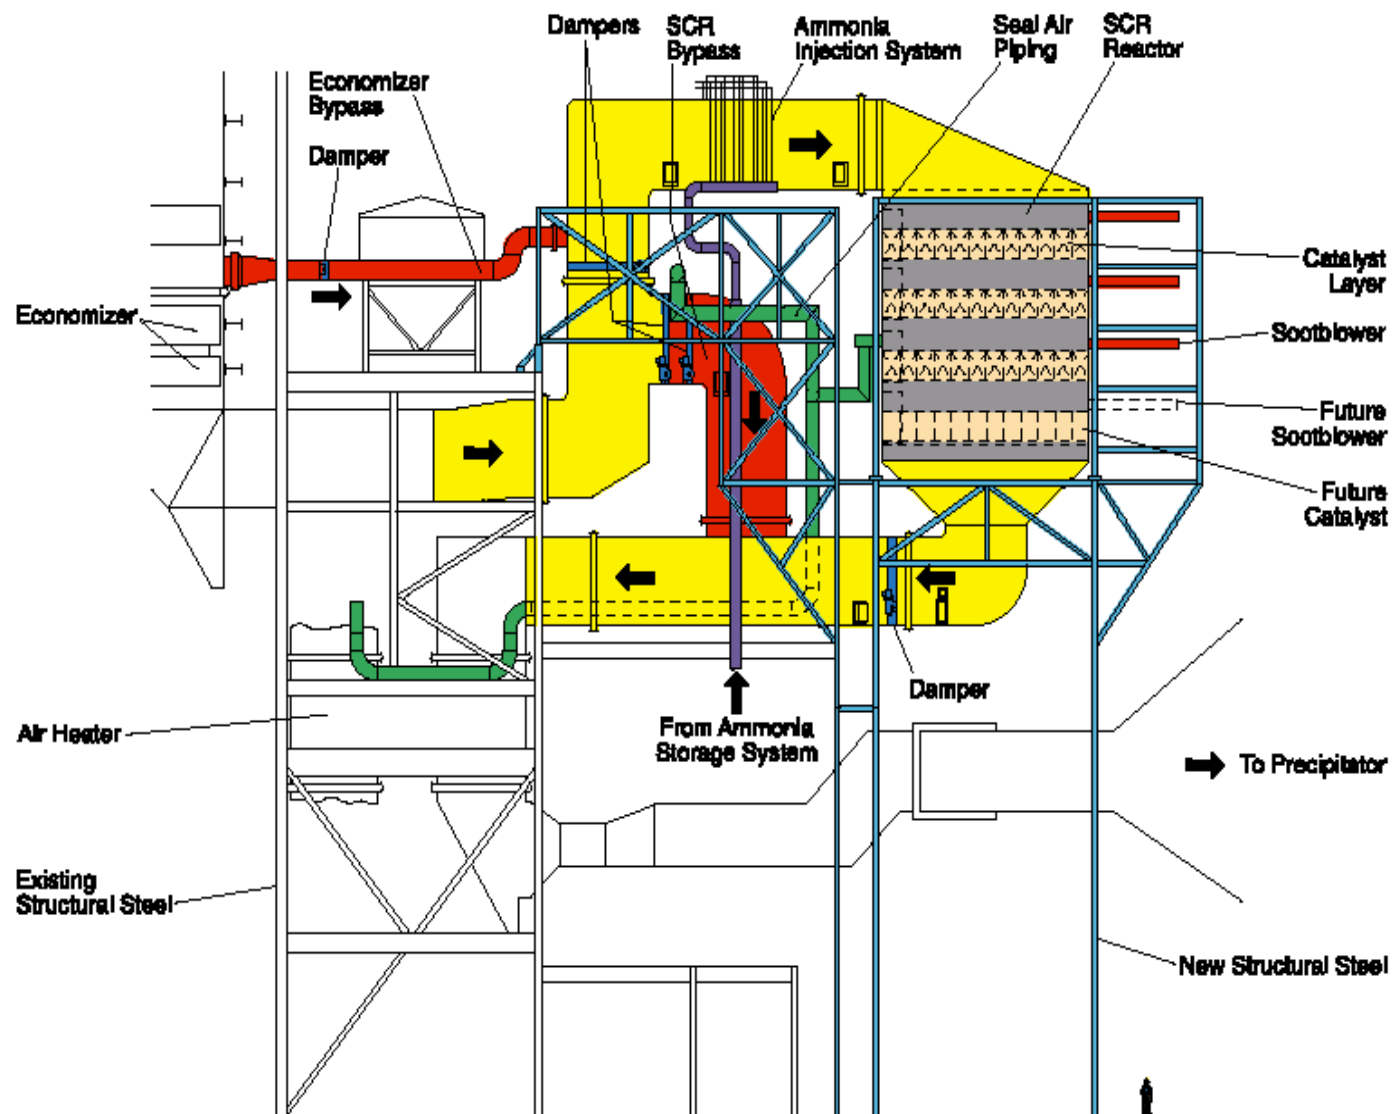 Dampers
SCR
Bypass
Ammonia
Injection System
Seal Air
Piping
SCR
Reactor
Economizer
Bypass
Damper
Economizer
Catalyst
Layer
Sootblower
Future
Sootblower
Future
Catalyst
Damper
From Ammonia
Storage System
Air Heater
To Precipitator
Existing
Structural Steel
New Structural Steel